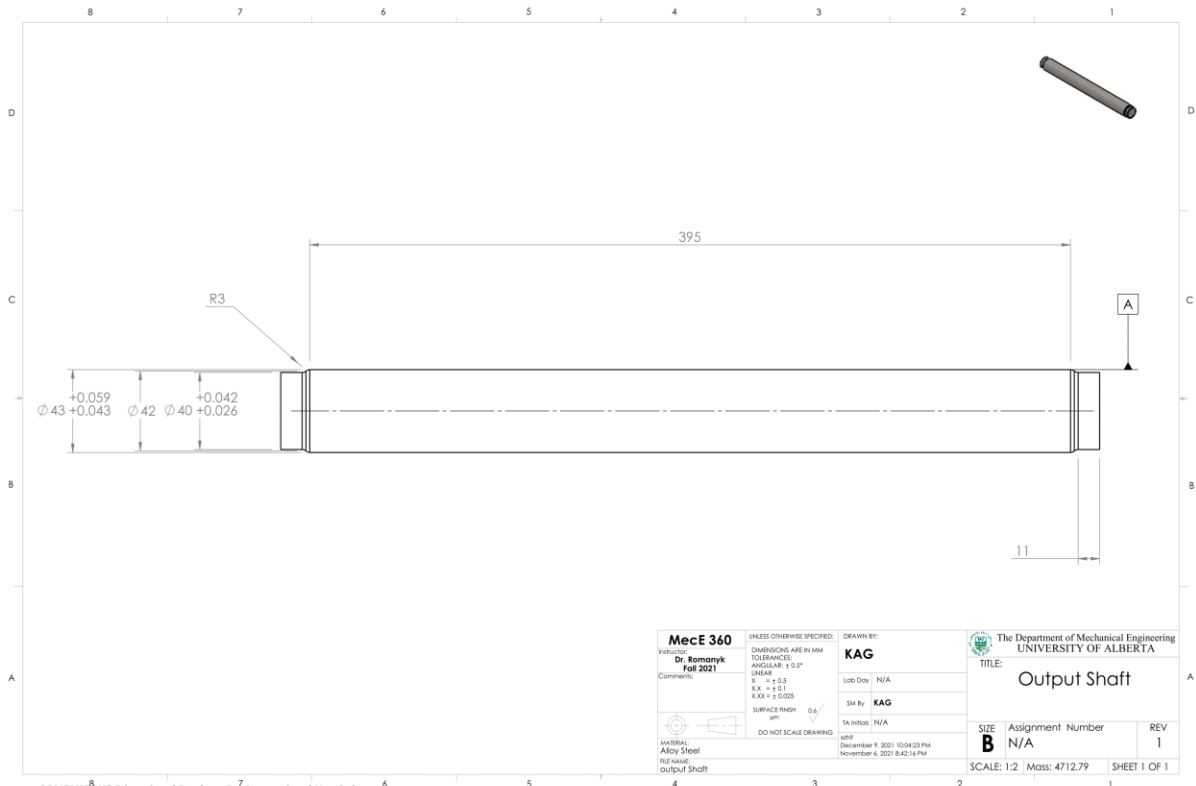 8 7 6 5 4 3 2 1
D D
395
R3
C C
A
+0.059 +0.042
Ø 43 +0.043 Ø 42 Ø 40 +0.026
B B
11
MecE 360
Instructor:
Dr. Romanyk
Fall 2021
Comments:
UNLESS OTHERWISE SPECIFIED:
DIMENSIONS ARE IN MM
TOLERANCES:
ANGULAR: ± 0.5°
LINEAR
X = ± 0.5
X.X = ± 0.1
X.XX = ± 0.025
SURFACE FINISH 0.6
µm
DO NOT SCALE DRAWING
MATERIAL:
Alloy Steel
FILE NAME:
output Shaft
DRAWN BY:
KAG
Lab Day N/A
SM By KAG
TA Initials N/A
December 9, 2021 10:04:23 PM
November 6, 2021 8:42:16 PM
The Department of Mechanical Engineering
UNIVERSITY OF ALBERTA
TITLE:
Output Shaft
SIZE Assignment Number REV
B N/A 1
SCALE: 1:2 Mass: 4712.79 SHEET 1 OF 1
A A
8 7 6 5 4 3 2 1